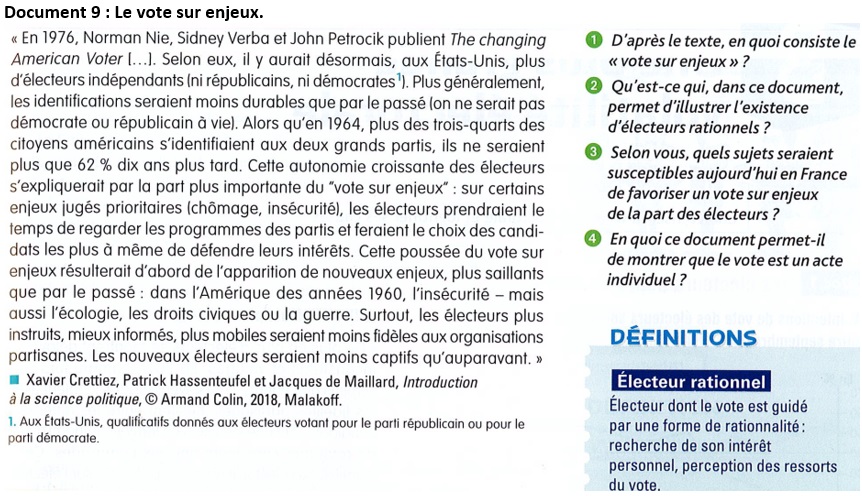 Document 9 : Le vote sur enjeux.
« En 1976, Norman Nie, Sidney Verba et John Petrocik publient The changing
American Voter (…). Selon eux, il y aurait désormais, aux États-Unis, plus
d'électeurs indépendants (ni républicains, ni démocrates¹). Plus généralement,
les identifications seraient moins durables que par le passé (on ne serait pas
démocrate ou républicain à vie). Alors qu'en 1964, plus des trois-quarts des
citoyens américains s'identifiaient aux deux grands partis, ils ne seraient
plus que 62 % dix ans plus tard. Cette autonomie croissante des électeurs
s'expliquerait par la part plus importante du "vote sur enjeux" : sur certains
enjeux jugés prioritaires (chômage, insécurité), les électeurs prendraient le
temps de regarder les programmes des partis et feraient le choix des candi-
dats les plus à même de défendre leurs intérêts. Cette poussée du vote sur
enjeux résulterait d'abord de l'apparition de nouveaux enjeux, plus saillants
que par le passé : dans l'Amérique des années 1960, l'insécurité – mais
aussi l'écologie, les droits civiques ou la guerre. Surtout, les électeurs plus
instruits, mieux informés, plus mobiles seraient moins fidèles aux organisations
partisanes. Les nouveaux électeurs seraient moins captifs qu'auparavant. »
Xavier Crettiez, Patrick Hassenteufel et Jacques de Maillard, Introduction
à la science politique, © Armand Colin, 2018, Malakoff.
1. Aux États-Unis, qualificatifs donnés aux électeurs votant pour le parti républicain ou pour le
parti démocrate.
1 D'après le texte, en quoi consiste le
« vote sur enjeux » ?
2 Qu'est-ce qui, dans ce document,
permet d'illustrer l'existence
d'électeurs rationnels ?
3 Selon vous, quels sujets seraient
susceptibles aujourd'hui en France
de favoriser un vote sur enjeux
de la part des électeurs ?
4 En quoi ce document permet-il
de montrer que le vote est un acte
individuel ?
DÉFINITIONS
Électeur rationnel
Électeur dont le vote est guidé
par une forme de rationnalité :
recherche de son intérêt
personnel, perception des ressorts
du vote.